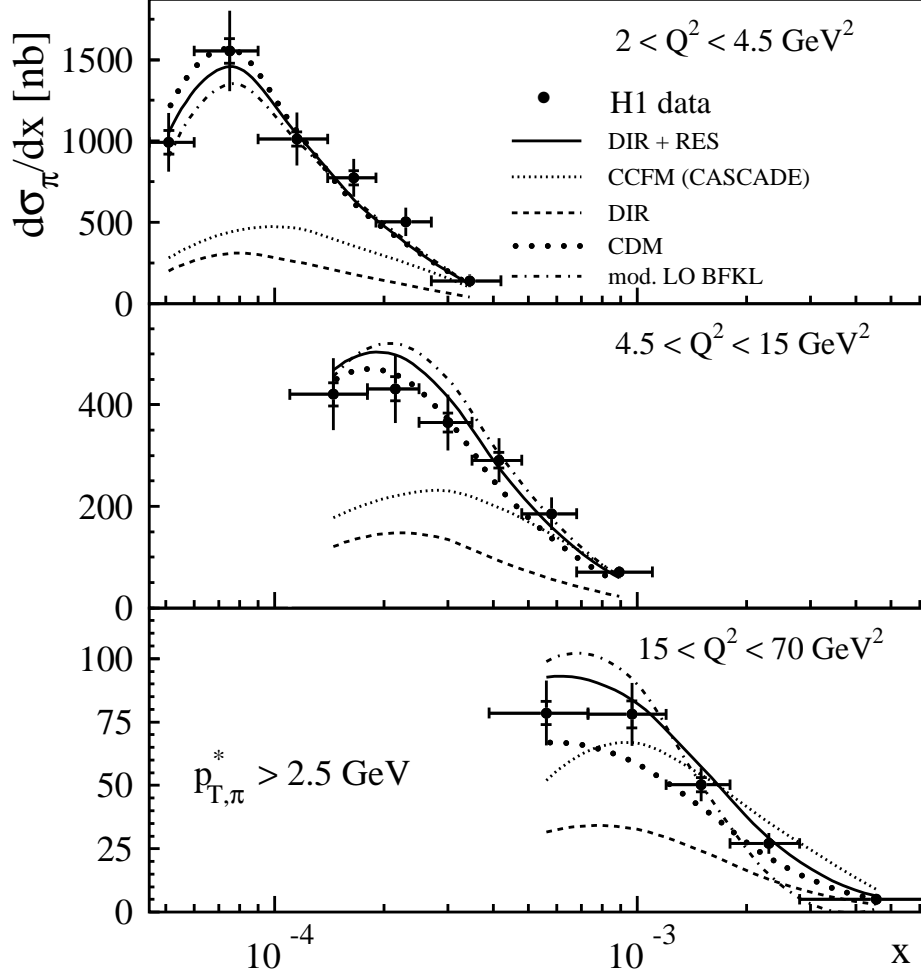 dσ_π/dx [nb]
2 < Q² < 4.5 GeV²
H1 data
DIR + RES
CCFM (CASCADE)
DIR
CDM
mod. LO BFKL
1500
1000
500
0
4.5 < Q² < 15 GeV²
400
200
0
15 < Q² < 70 GeV²
p*_T,π > 2.5 GeV
100
75
50
25
0
10⁻⁴
10⁻³
x